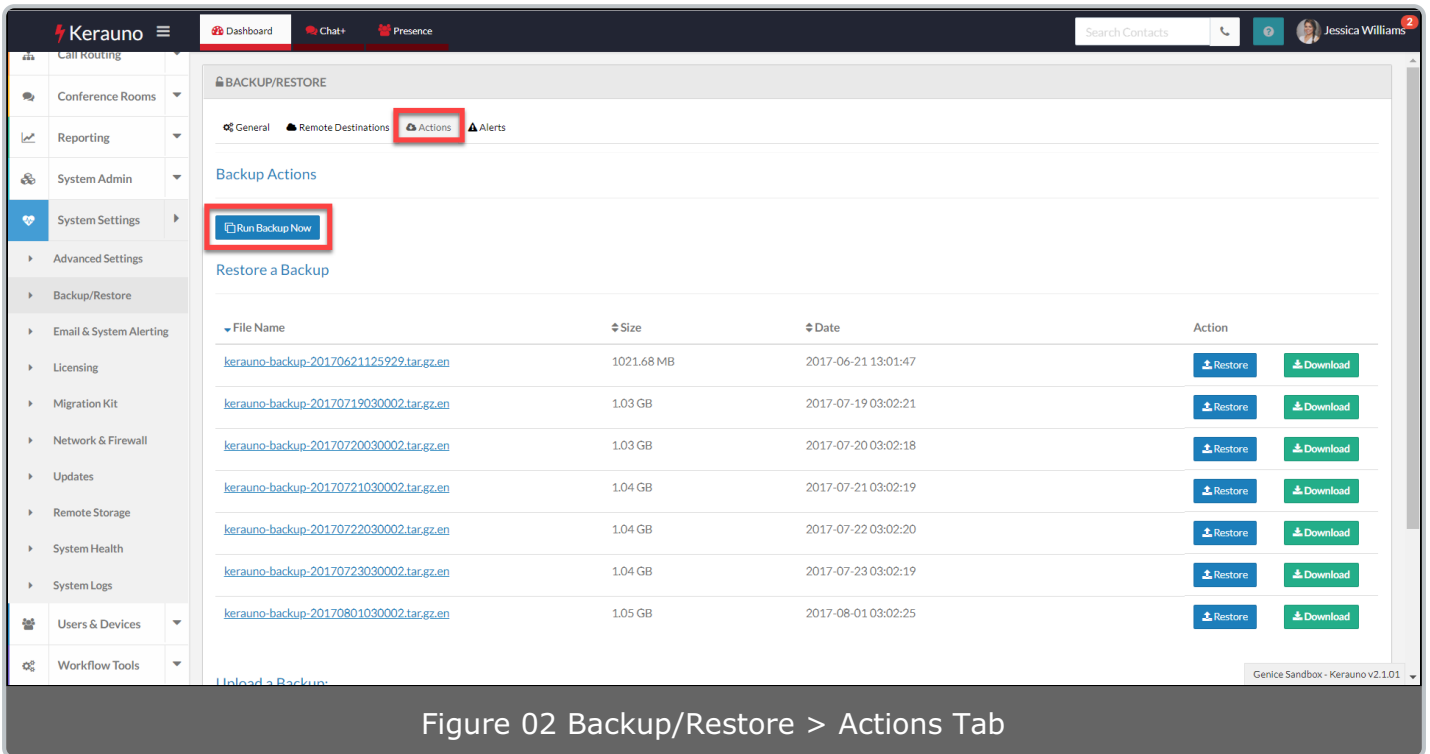 Kerauno
Dashboard
Chat+
Presence
Search Contacts
Jessica Williams
2
Call Routing
Conference Rooms
Reporting
System Admin
System Settings
Advanced Settings
Backup/Restore
Email & System Alerting
Licensing
Migration Kit
Network & Firewall
Updates
Remote Storage
System Health
System Logs
Users & Devices
Workflow Tools
BACKUP/RESTORE
General Remote Destinations Actions Alerts
Backup Actions
Run Backup Now
Restore a Backup
File Name Size Date Action
kerauno-backup-20170621125929.tar.gz.en 1021.68 MB 2017-06-21 13:01:47 Restore Download
kerauno-backup-20170719030002.tar.gz.en 1.03 GB 2017-07-19 03:02:21 Restore Download
kerauno-backup-20170720030002.tar.gz.en 1.03 GB 2017-07-20 03:02:18 Restore Download
kerauno-backup-20170721030002.tar.gz.en 1.04 GB 2017-07-21 03:02:19 Restore Download
kerauno-backup-20170722030002.tar.gz.en 1.04 GB 2017-07-22 03:02:20 Restore Download
kerauno-backup-20170723030002.tar.gz.en 1.04 GB 2017-07-23 03:02:19 Restore Download
kerauno-backup-20170801030002.tar.gz.en 1.05 GB 2017-08-01 03:02:25 Restore Download
Upload a Backup:
Genice Sandbox - Kerauno v2.1.01
Figure 02 Backup/Restore > Actions Tab